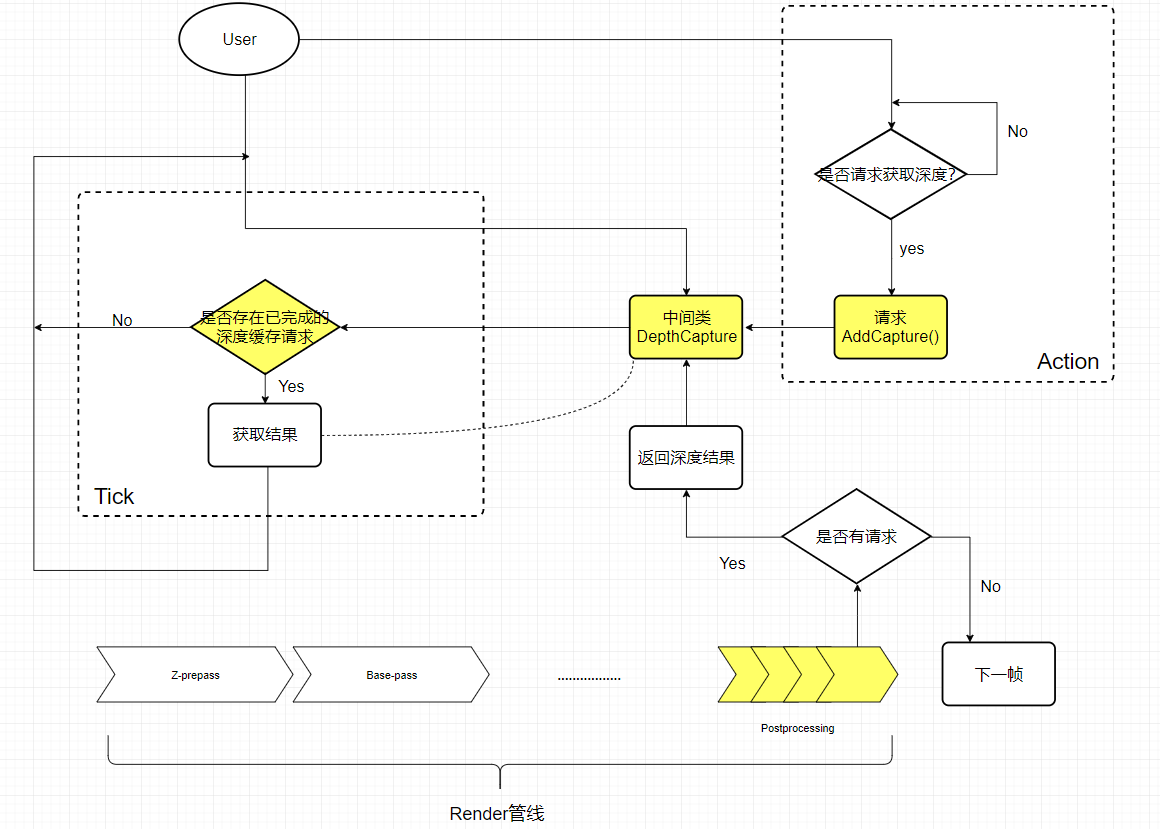 User
No
是否请求获取深度?
yes
请求
AddCapture()
Action
中间类
DepthCapture
No
是否存在已完成的
深度缓存请求
Yes
获取结果
Tick
返回深度结果
是否有请求
Yes
No
下一帧
Z-prepass
Base-pass
.................
Postprocessing
Render管线